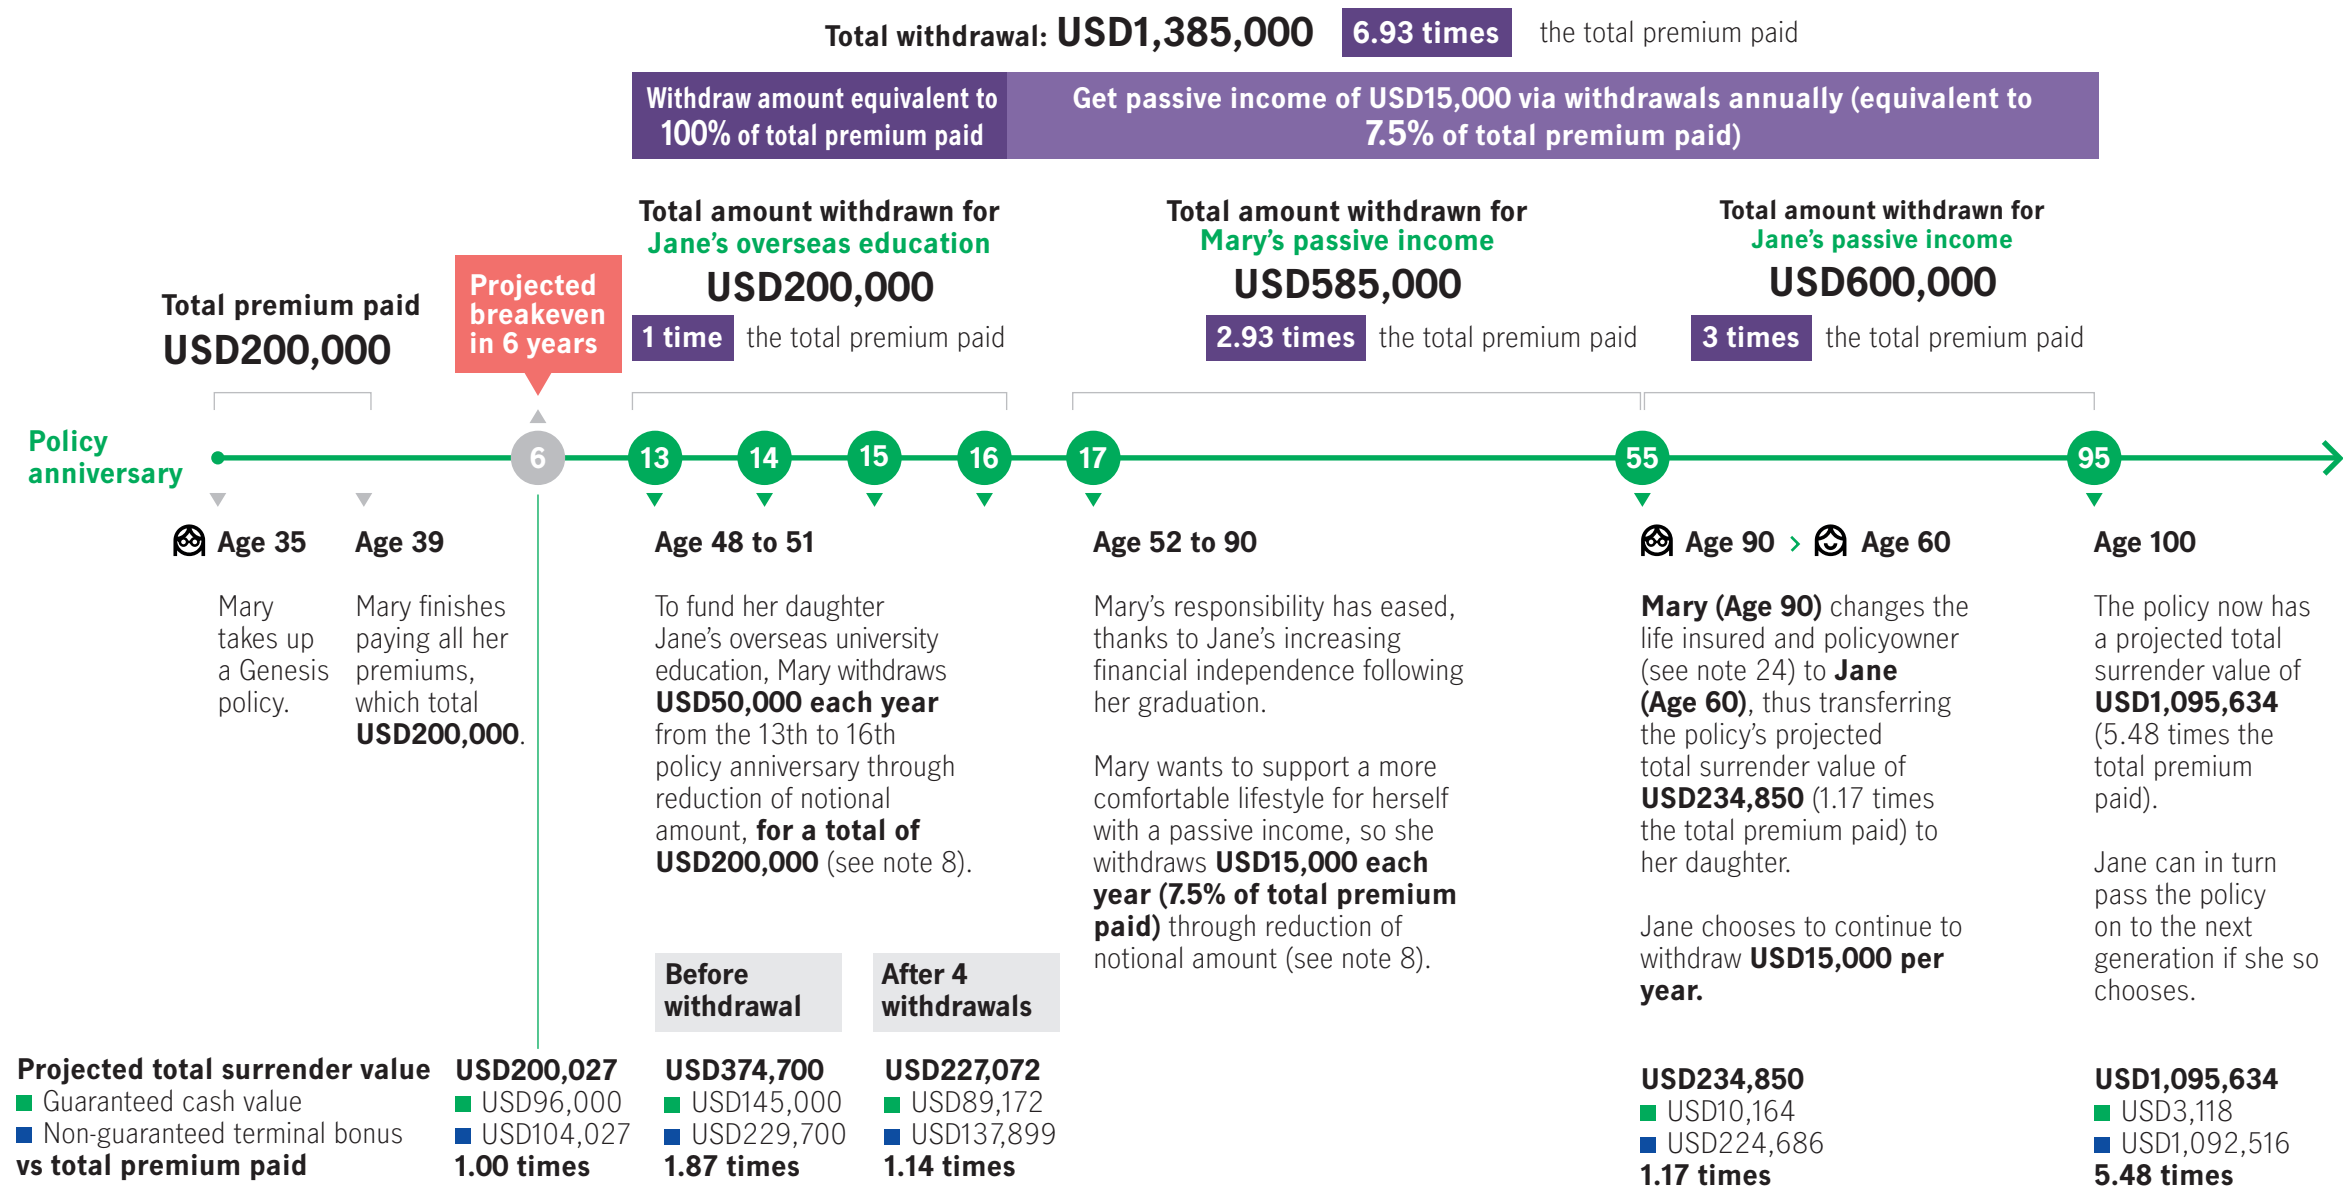 Total withdrawal: USD1,385,000 6.93 times the total premium paid
Withdraw amount equivalent to
100% of total premium paid
Get passive income of USD15,000 via withdrawals annually (equivalent to
7.5% of total premium paid)
Total premium paid
USD200,000
Projected
breakeven
in 6 years
Total amount withdrawn for
Jane's overseas education
USD200,000
1 time the total premium paid
Total amount withdrawn for
Mary's passive income
USD585,000
2.93 times the total premium paid
Total amount withdrawn for
Jane's passive income
USD600,000
3 times the total premium paid
Policy
anniversary
6 13 14 15 16 17 55 95
Age 35
Mary
takes up
a Genesis
policy.
Age 39
Mary finishes
paying all her
premiums,
which total
USD200,000.
Age 48 to 51
To fund her daughter
Jane's overseas university
education, Mary withdraws
USD50,000 each year
from the 13th to 16th
policy anniversary through
reduction of notional
amount, for a total of
USD200,000 (see note 8).
Age 52 to 90
Mary's responsibility has eased,
thanks to Jane's increasing
financial independence following
her graduation.
Mary wants to support a more
comfortable lifestyle for herself
with a passive income, so she
withdraws USD15,000 each
year (7.5% of total premium
paid) through reduction of
notional amount (see note 8).
Age 90 > Age 60
Mary (Age 90) changes the
life insured and policyowner
(see note 24) to Jane
(Age 60), thus transferring
the policy's projected
total surrender value of
USD234,850 (1.17 times
the total premium paid) to
her daughter.
Jane chooses to continue to
withdraw USD15,000 per
year.
Age 100
The policy now has
a projected total
surrender value of
USD1,095,634
(5.48 times the
total premium
paid).
Jane can in turn
pass the policy
on to the next
generation if she so
chooses.
Before
withdrawal
After 4
withdrawals
Projected total surrender value
Guaranteed cash value
Non-guaranteed terminal bonus
vs total premium paid
USD200,027
USD96,000
USD104,027
1.00 times
USD374,700
USD145,000
USD229,700
1.87 times
USD227,072
USD89,172
USD137,899
1.14 times
USD234,850
USD10,164
USD224,686
1.17 times
USD1,095,634
USD3,118
USD1,092,516
5.48 times